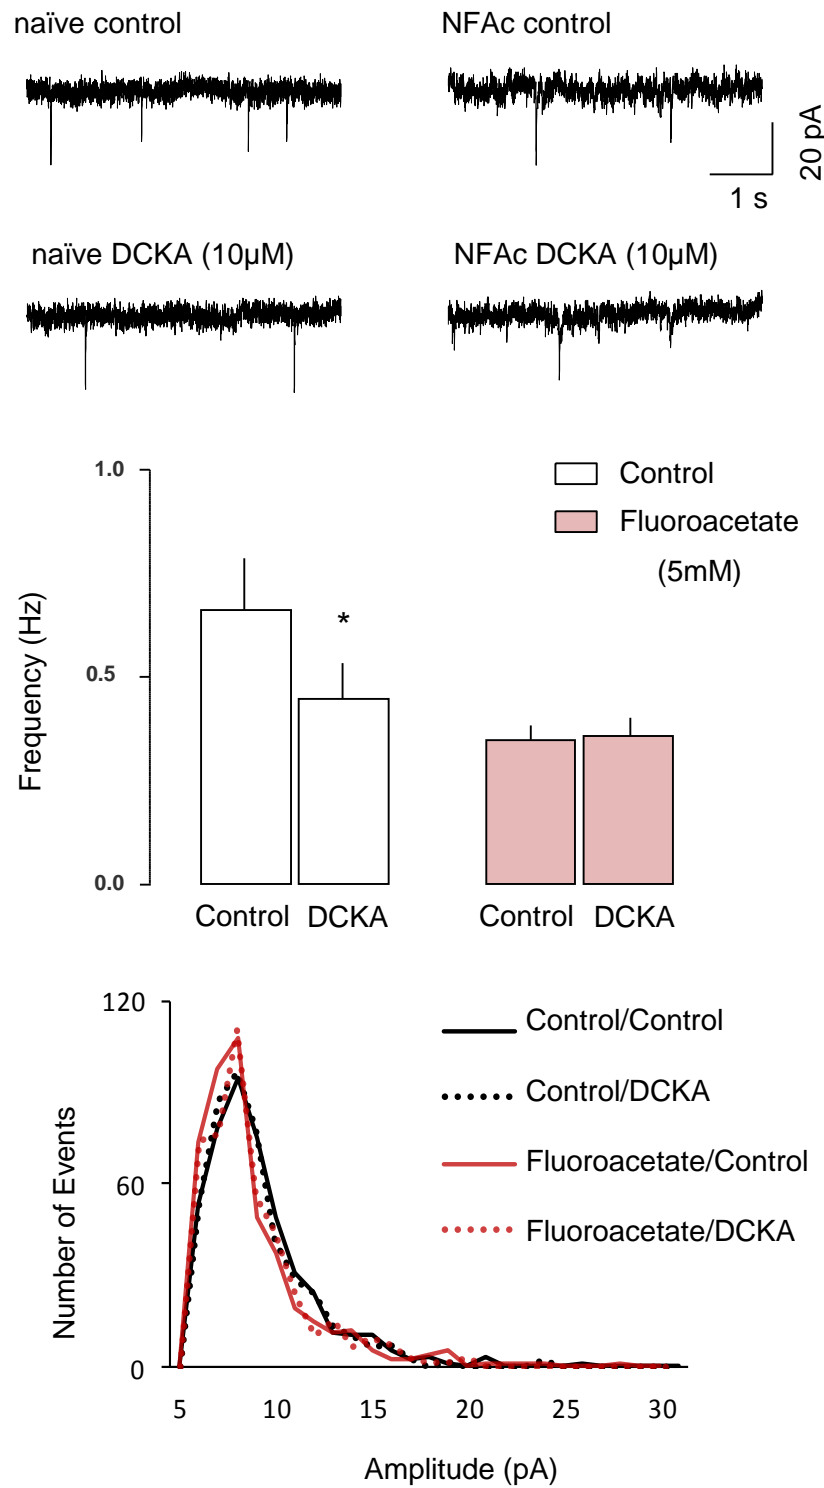 naïve control
NFAc control
20 pA
1 s
naïve DCKA (10µM)
NFAc DCKA (10µM)
1.0
0.5
0.0
Frequency (Hz)
Control
Fluoroacetate
(5mM)
*
Control DCKA
Control DCKA
120
60
0
Number of Events
Control/Control
Control/DCKA
Fluoroacetate/Control
Fluoroacetate/DCKA
5 10 15 20 25 30
Amplitude (pA)